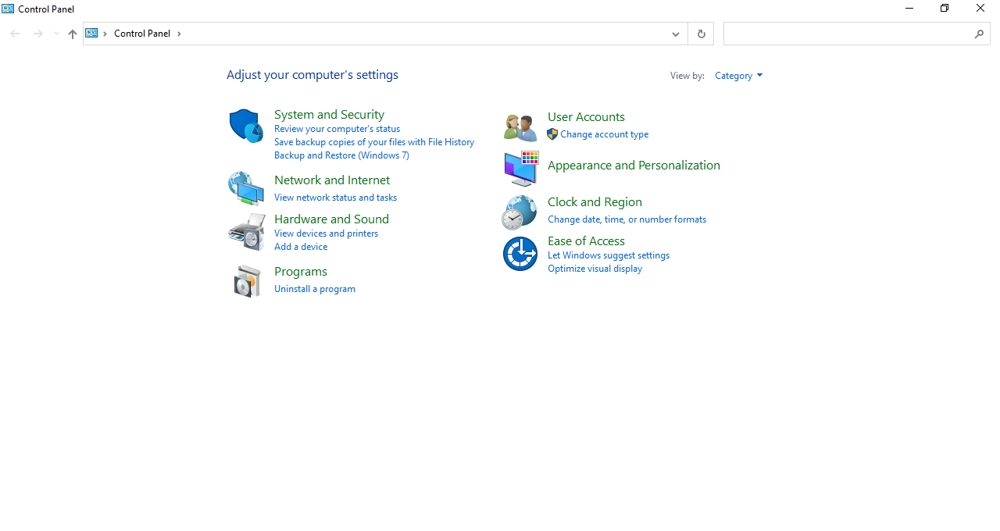 Control Panel
Control Panel
Adjust your computer's settings
View by: Category
System and Security
Review your computer's status
Save backup copies of your files with File History
Backup and Restore (Windows 7)
Network and Internet
View network status and tasks
Hardware and Sound
View devices and printers
Add a device
Programs
Uninstall a program
User Accounts
Change account type
Appearance and Personalization
Clock and Region
Change date, time, or number formats
Ease of Access
Let Windows suggest settings
Optimize visual display